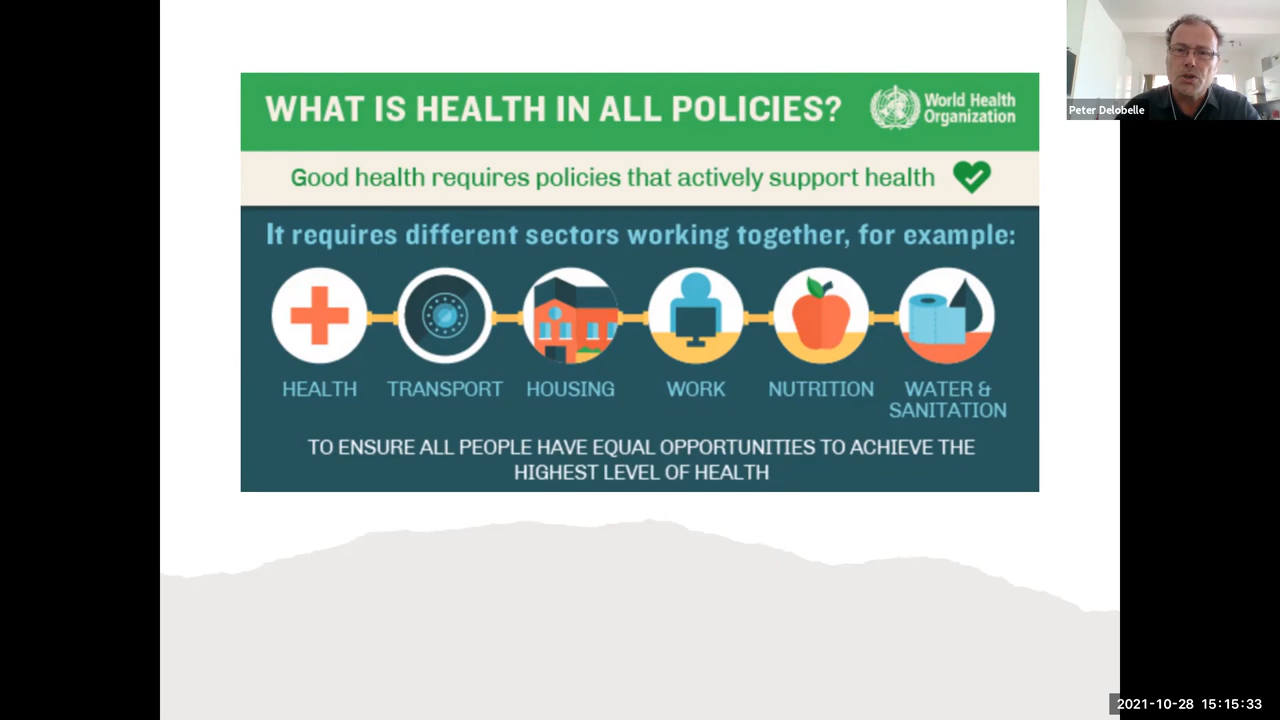 WHAT IS HEALTH IN ALL POLICIES?
World Health
Organization
Peter Delobelle
Good health requires policies that actively support health
It requires different sectors working together, for example:
HEALTH
TRANSPORT
HOUSING
WORK
NUTRITION
WATER &
SANITATION
TO ENSURE ALL PEOPLE HAVE EQUAL OPPORTUNITIES TO ACHIEVE THE
HIGHEST LEVEL OF HEALTH
2021-10-28 15:15:33